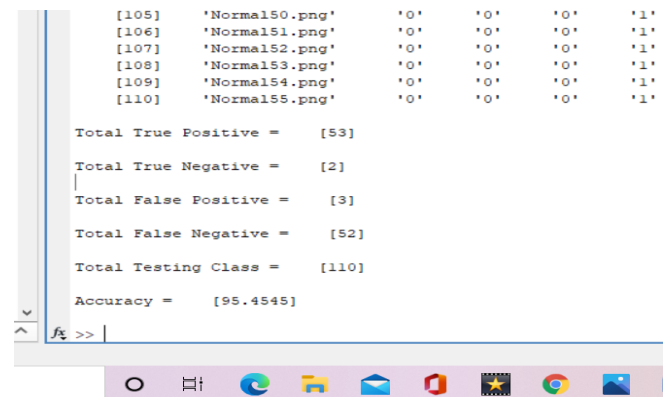 [105] 'Normal50.png' '0' '0' '0' '1'
[106] 'Normal51.png' '0' '0' '0' '1'
[107] 'Normal52.png' '0' '0' '0' '1'
[108] 'Normal53.png' '0' '0' '0' '1'
[109] 'Normal54.png' '0' '0' '0' '1'
[110] 'Normal55.png' '0' '0' '0' '1'
Total True Positive = [53]
Total True Negative = [2]
Total False Positive = [3]
Total False Negative = [52]
Total Testing Class = [110]
Accuracy = [95.4545]
fx >>